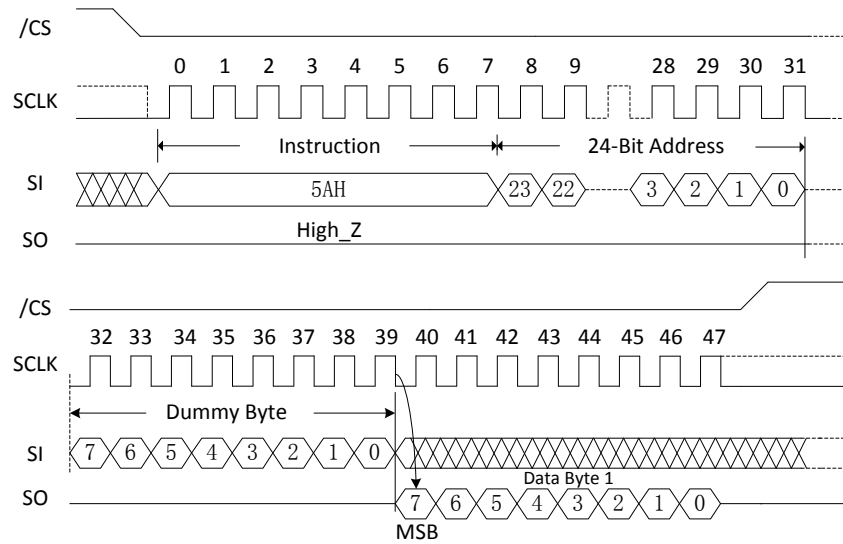 /CS
0 1 2 3 4 5 6 7 8 9 28 29 30 31
SCLK
Instruction 24-Bit Address
SI 5AH 23 22 3 2 1 0
High_Z
SO
/CS
32 33 34 35 36 37 38 39 40 41 42 43 44 45 46 47
SCLK
Dummy Byte
SI 7 6 5 4 3 2 1 0
Data Byte 1
SO 7 6 5 4 3 2 1 0
MSB